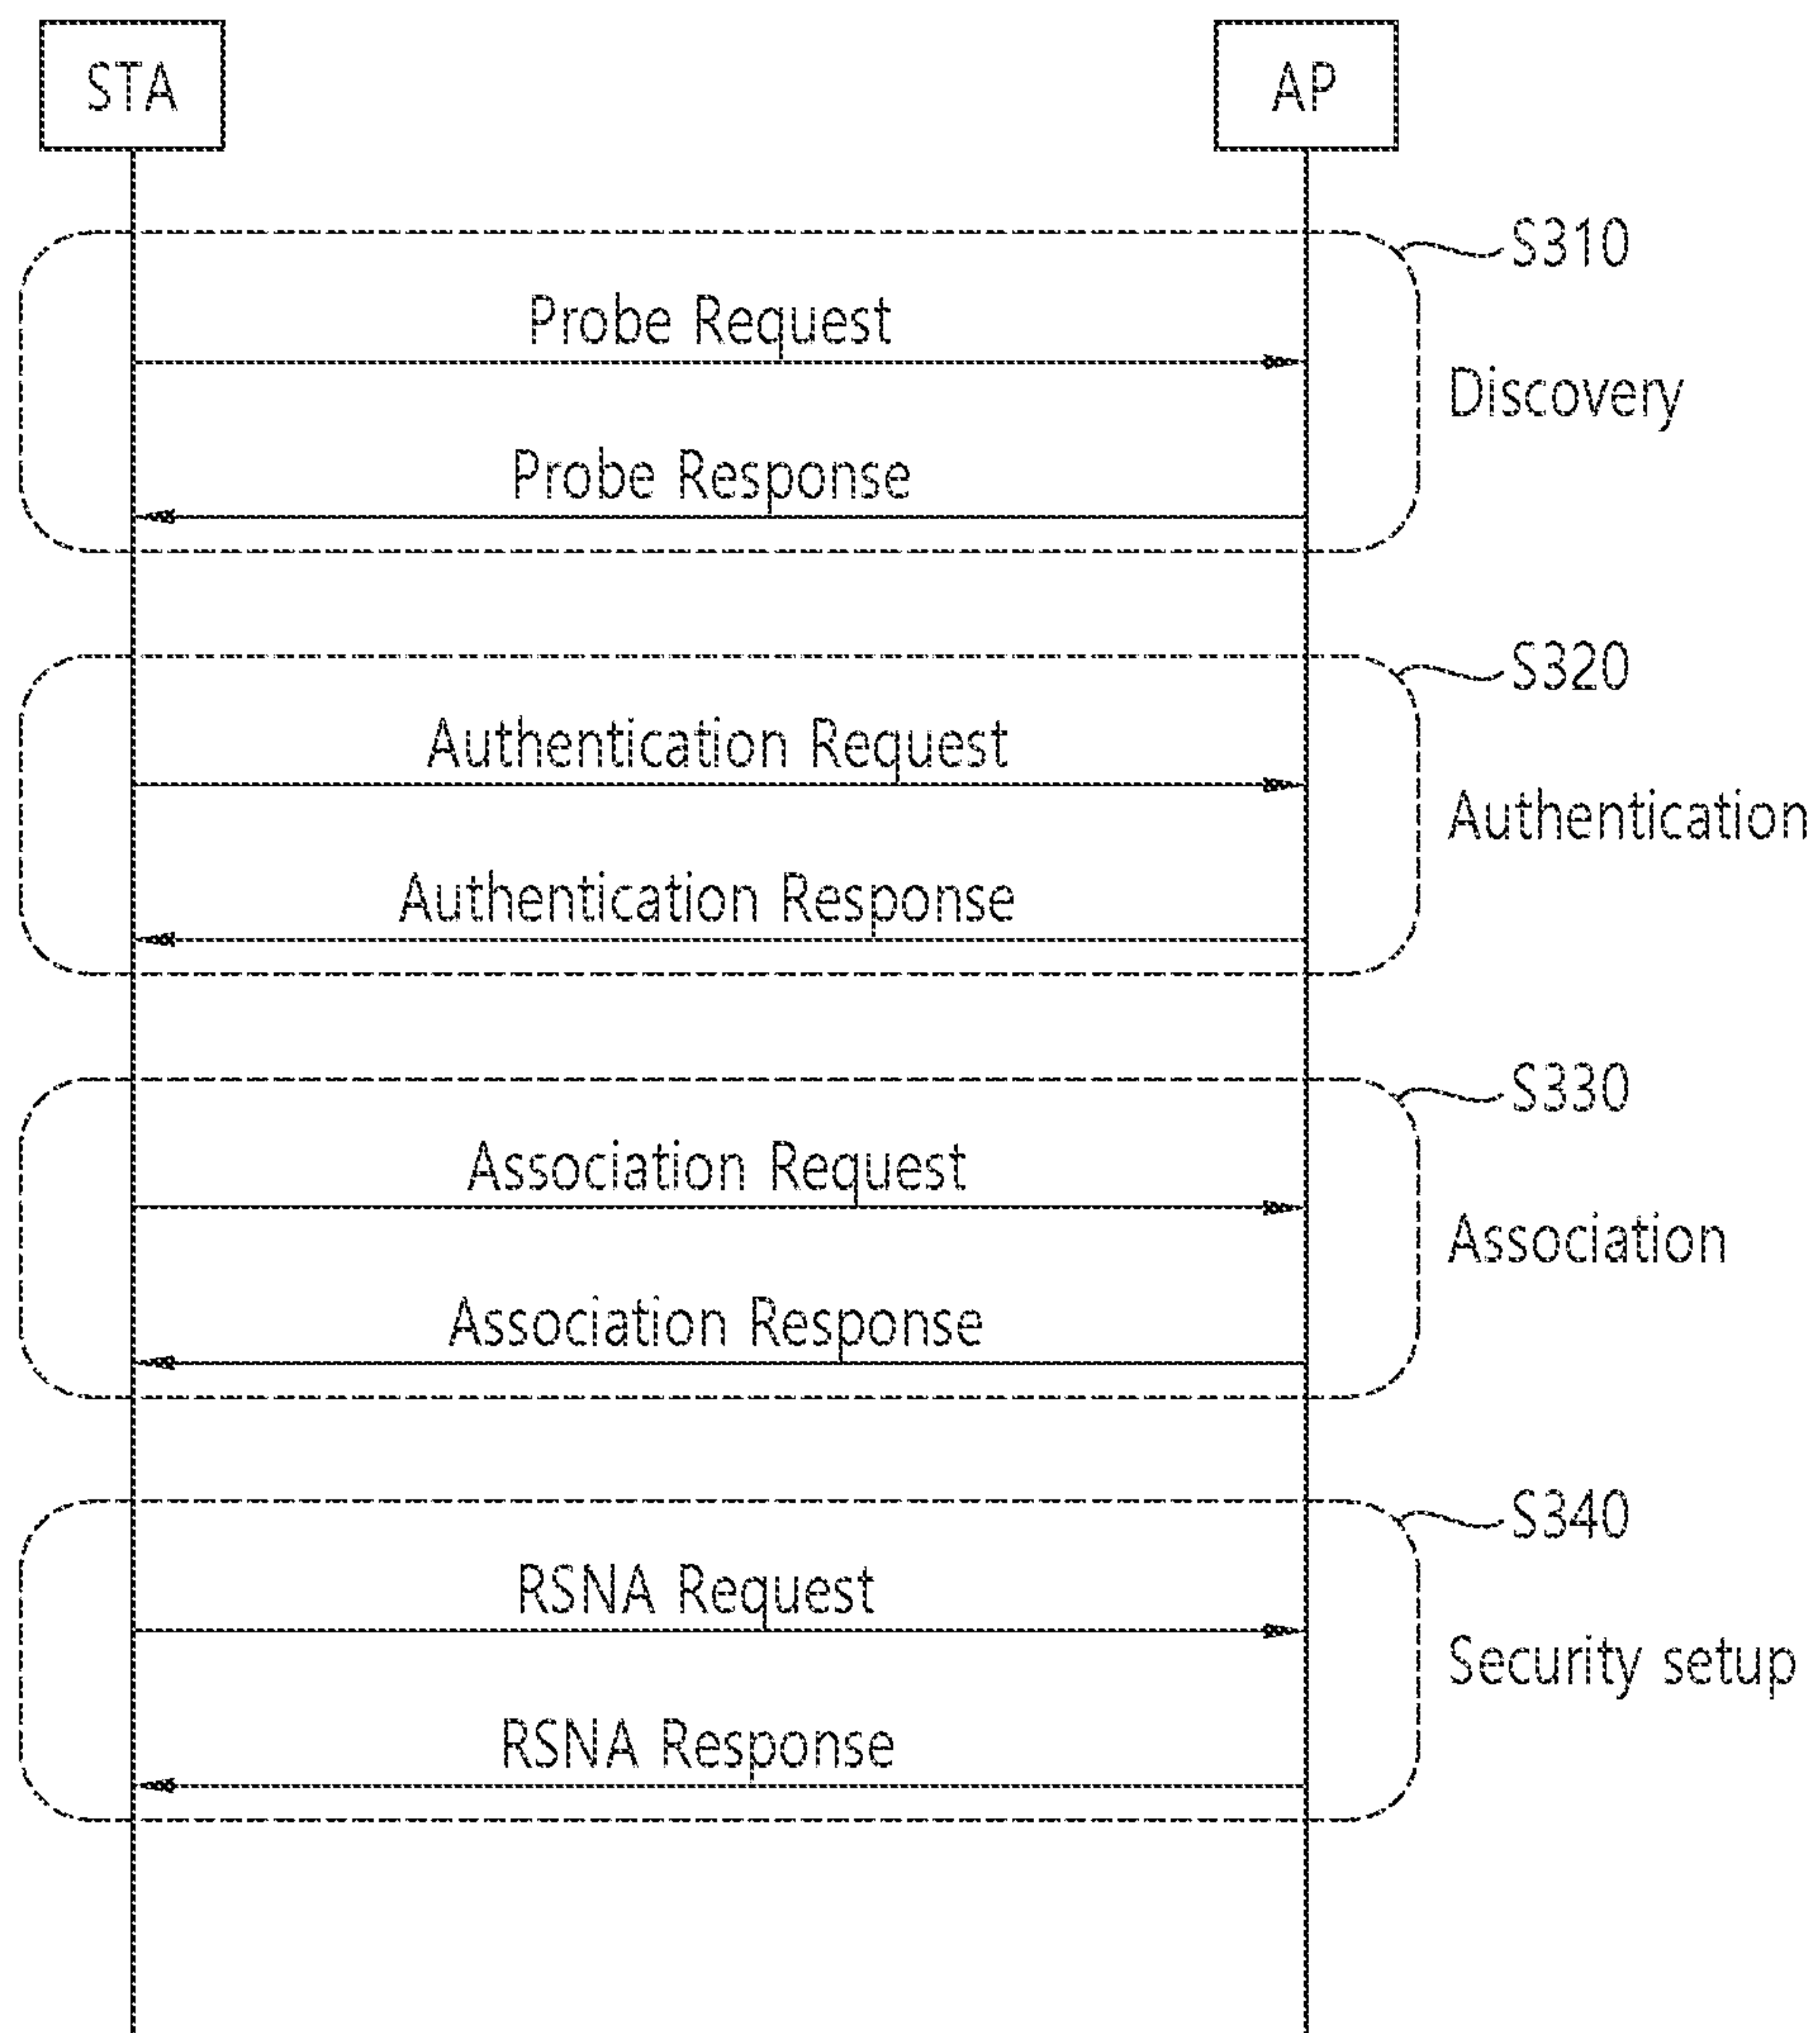 STA
AP
S310
Probe Request
Discovery
Probe Response
S320
Authentication Request
Authentication
Authentication Response
S330
Association Request
Association
Association Response
S340
RSNA Request
Security setup
RSNA Response